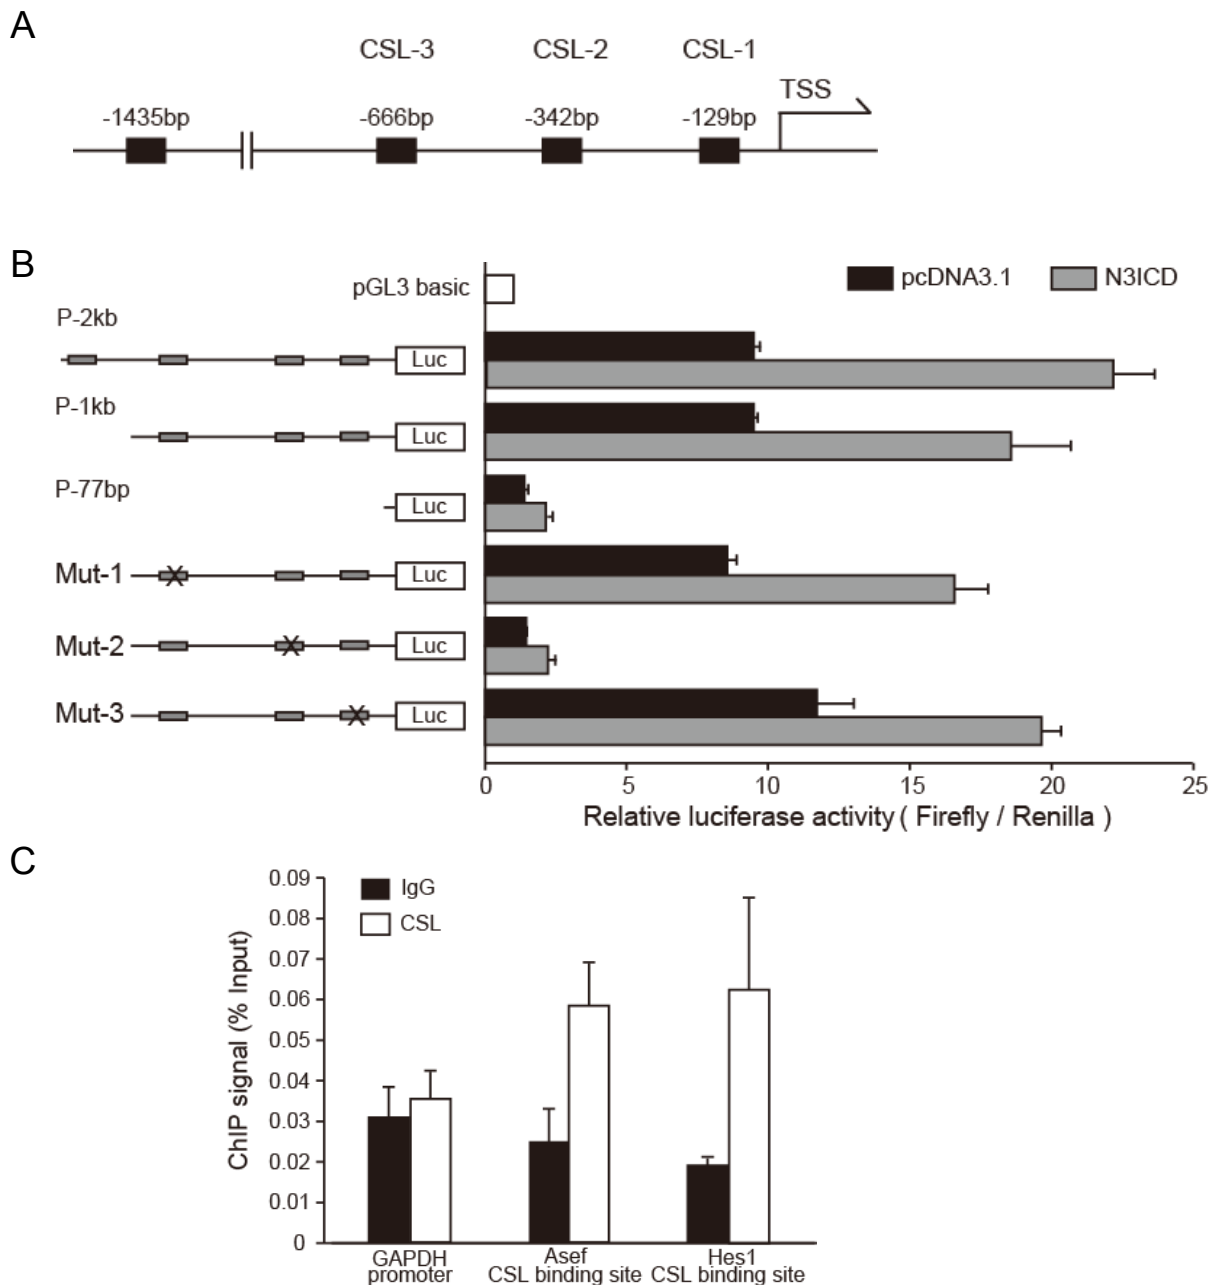 A
CSL-3 CSL-2 CSL-1
TSS
-1435bp -666bp -342bp -129bp
B
pGL3 basic
pcDNA3.1 N3ICD
P-2kb
Luc
P-1kb
Luc
P-77bp
Luc
Mut-1 Luc
Mut-2 Luc
Mut-3 Luc
0 5 10 15 20 25
Relative luciferase activity ( Firefly / Renilla )
C
IgG
CSL
ChIP signal (% Input)
0.09
0.08
0.07
0.06
0.05
0.04
0.03
0.02
0.01
0
GAPDH promoter
Asef CSL binding site
Hes1 CSL binding site